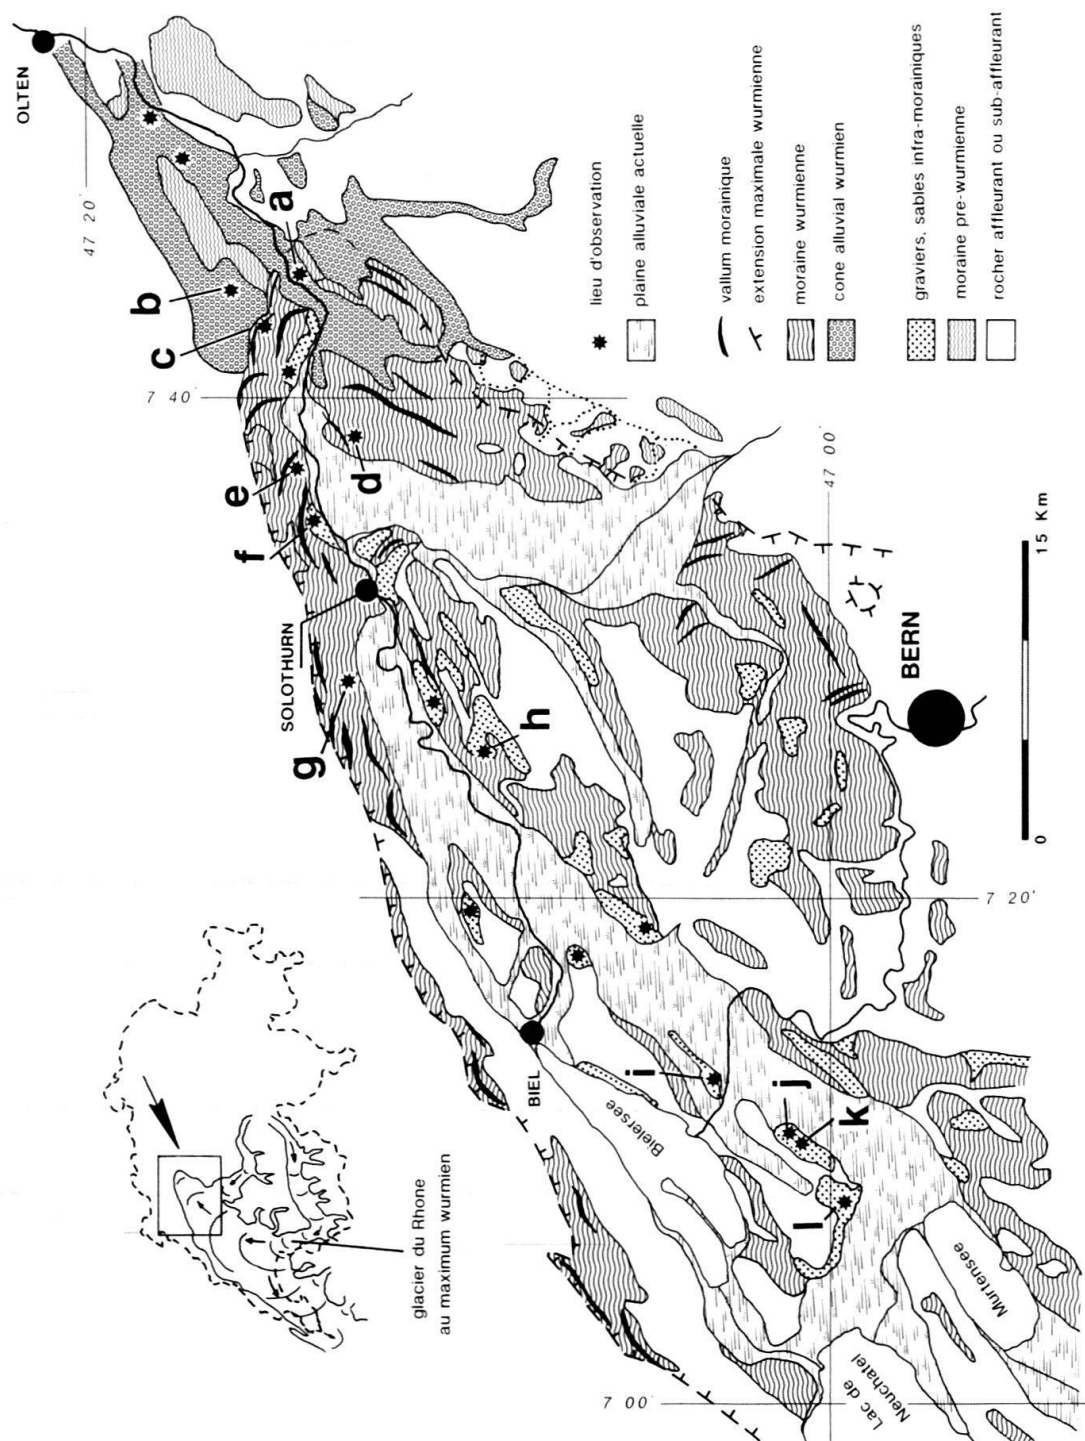 glacier du Rhone
au maximum wurmien
OLTEN
47 20'
a
b
c
7 40'
d
e
f
SOLOTHURN
g
h
47 00'
BERN
7 20'
BIEL
Bielersee
i
j
k
l
Murtensee
Lac de
Neuchatel
7 00'
0 15 Km
lieu d'observation
plaine alluviale actuelle
vallum morainique
extension maximale wurmienne
moraine wurmienne
cone alluvial wurmien
graviers, sables infra-morainiques
moraine pre-wurmienne
rocher affleurant ou sub-affleurant